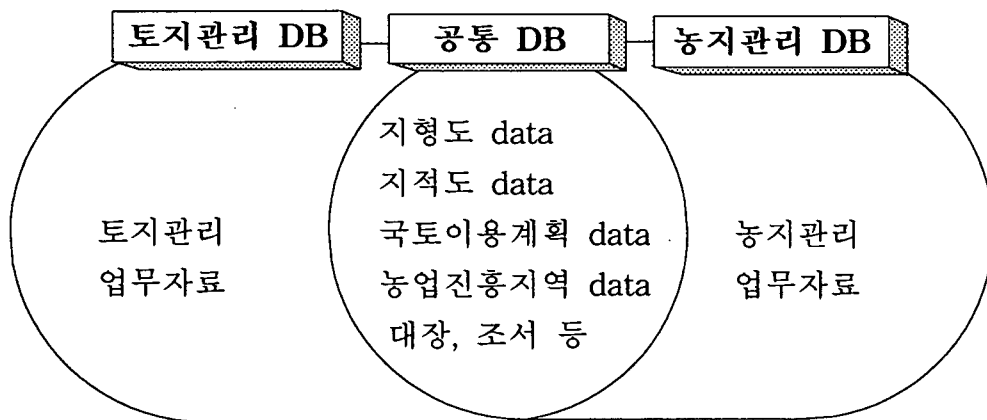 토지관리 DB
공통 DB
농지관리 DB
지형도 data
지적도 data
국토이용계획 data
농업진흥지역 data
대장, 조서 등
토지관리
업무자료
농지관리
업무자료